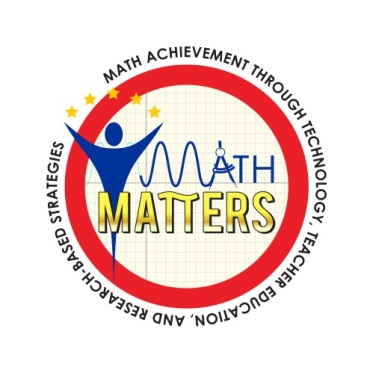 MATH ACHIEVEMENT THROUGH TECHNOLOGY, TEACHER EDUCATION, AND RESEARCH-BASED STRATEGIES
MATH
MATTERS